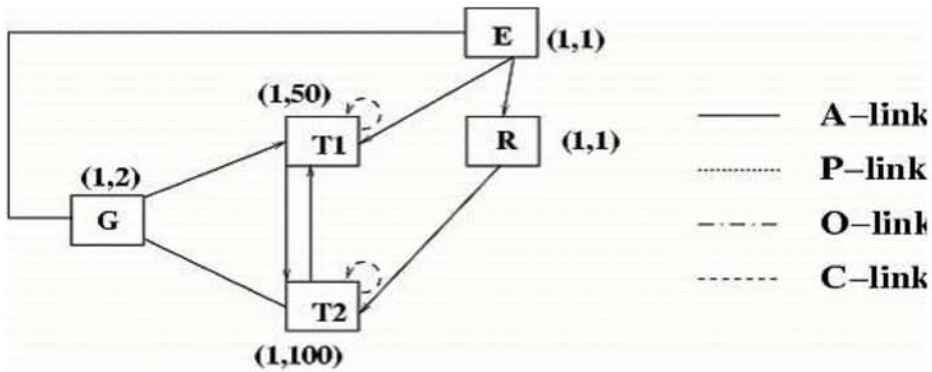 E (1,1)
(1,50)
T1
R (1,1)
(1,2)
G
T2
(1,100)
A-link
P-link
O-link
C-link